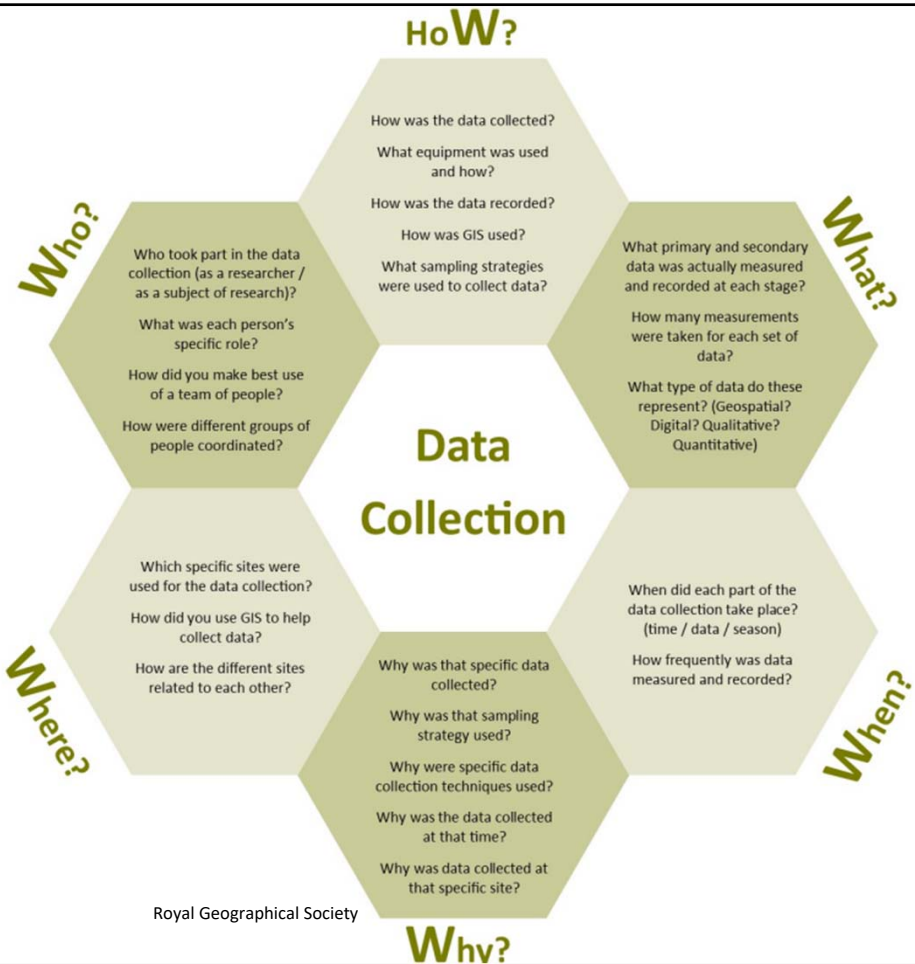 HoW?
How was the data collected?
What equipment was used
and how?
How was the data recorded?
How was GIS used?
What sampling strategies
were used to collect data?
Who?
Who took part in the data
collection (as a researcher /
as a subject of research)?
What was each person's
specific role?
How did you make best use
of a team of people?
How were different groups of
people coordinated?
What?
What primary and secondary
data was actually measured
and recorded at each stage?
How many measurements
were taken for each set of
data?
What type of data do these
represent? (Geospatial?
Digital? Qualitative?
Quantitative)
Data
Collection
Where?
Which specific sites were
used for the data collection?
How did you use GIS to help
collect data?
How are the different sites
related to each other?
When?
When did each part of the
data collection take place?
(time / data / season)
How frequently was data
measured and recorded?
Why was that specific data
collected?
Why was that sampling
strategy used?
Why were specific data
collection techniques used?
Why was the data collected
at that time?
Why was data collected at
that specific site?
Royal Geographical Society
Why?